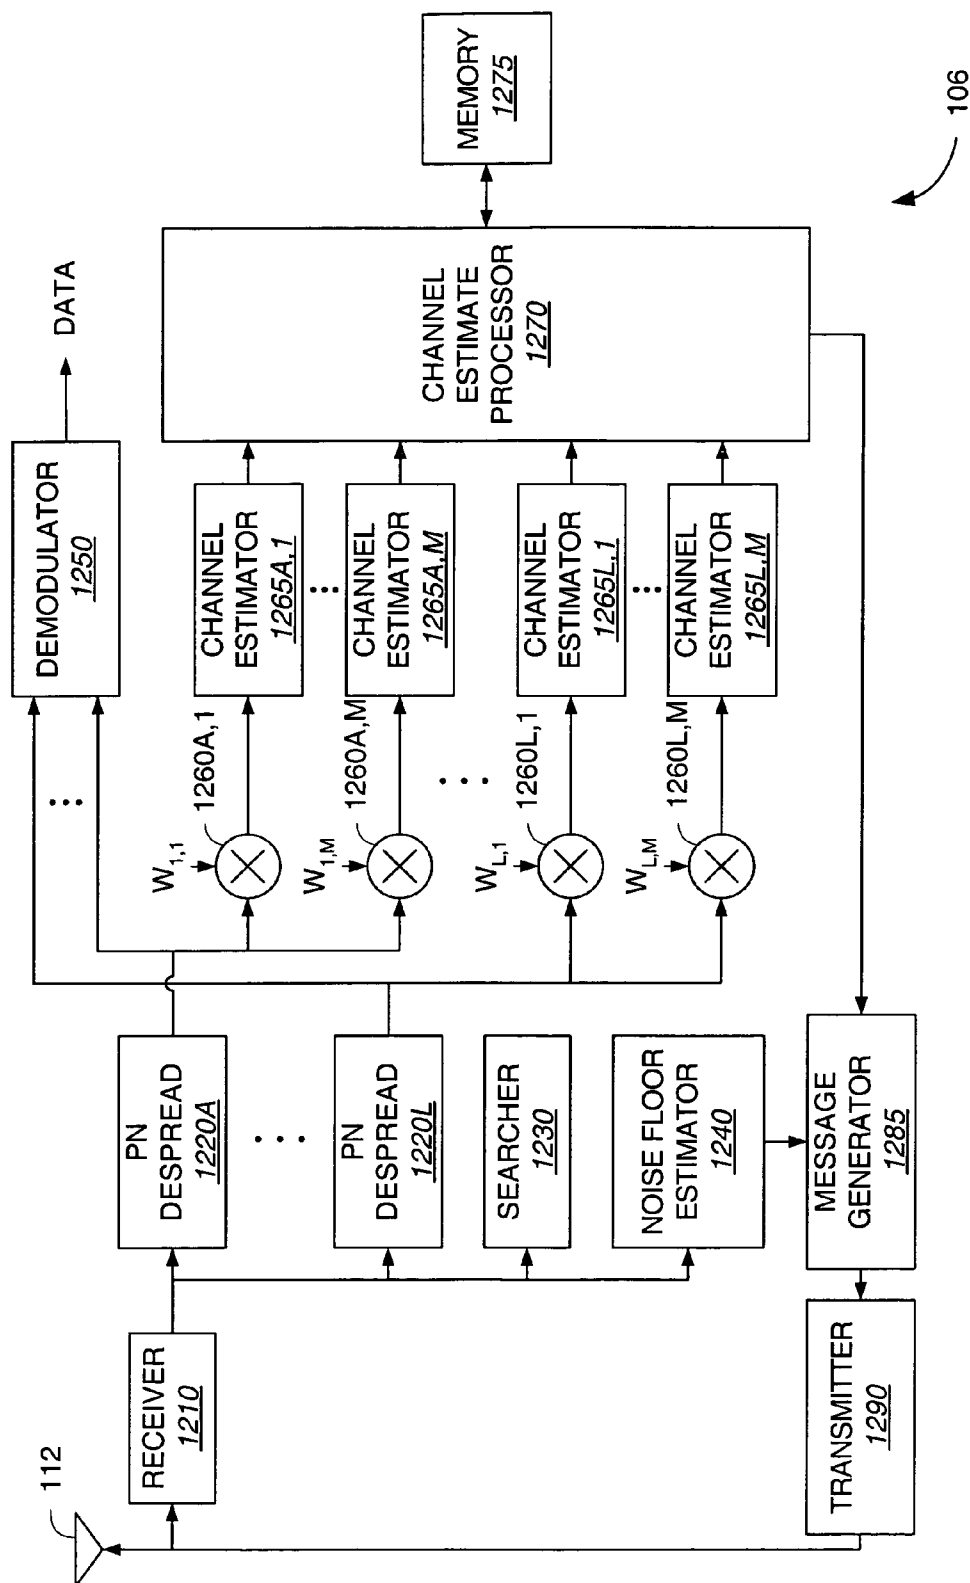 112
RECEIVER
1210
PN
DESPREAD
1220A
• • •
PN
DESPREAD
1220L
SEARCHER
1230
NOISE FLOOR
ESTIMATOR
1240
MESSAGE
GENERATOR
1285
TRANSMITTER
1290
DEMODULATOR
1250
DATA
W1,1
1260A,1
W1,M
1260A,M
• • •
WL,1
1260L,1
WL,M
1260L,M
CHANNEL
ESTIMATOR
1265A,1
CHANNEL
ESTIMATOR
1265A,M
CHANNEL
ESTIMATOR
1265L,1
CHANNEL
ESTIMATOR
1265L,M
CHANNEL
ESTIMATE
PROCESSOR
1270
MEMORY
1275
106